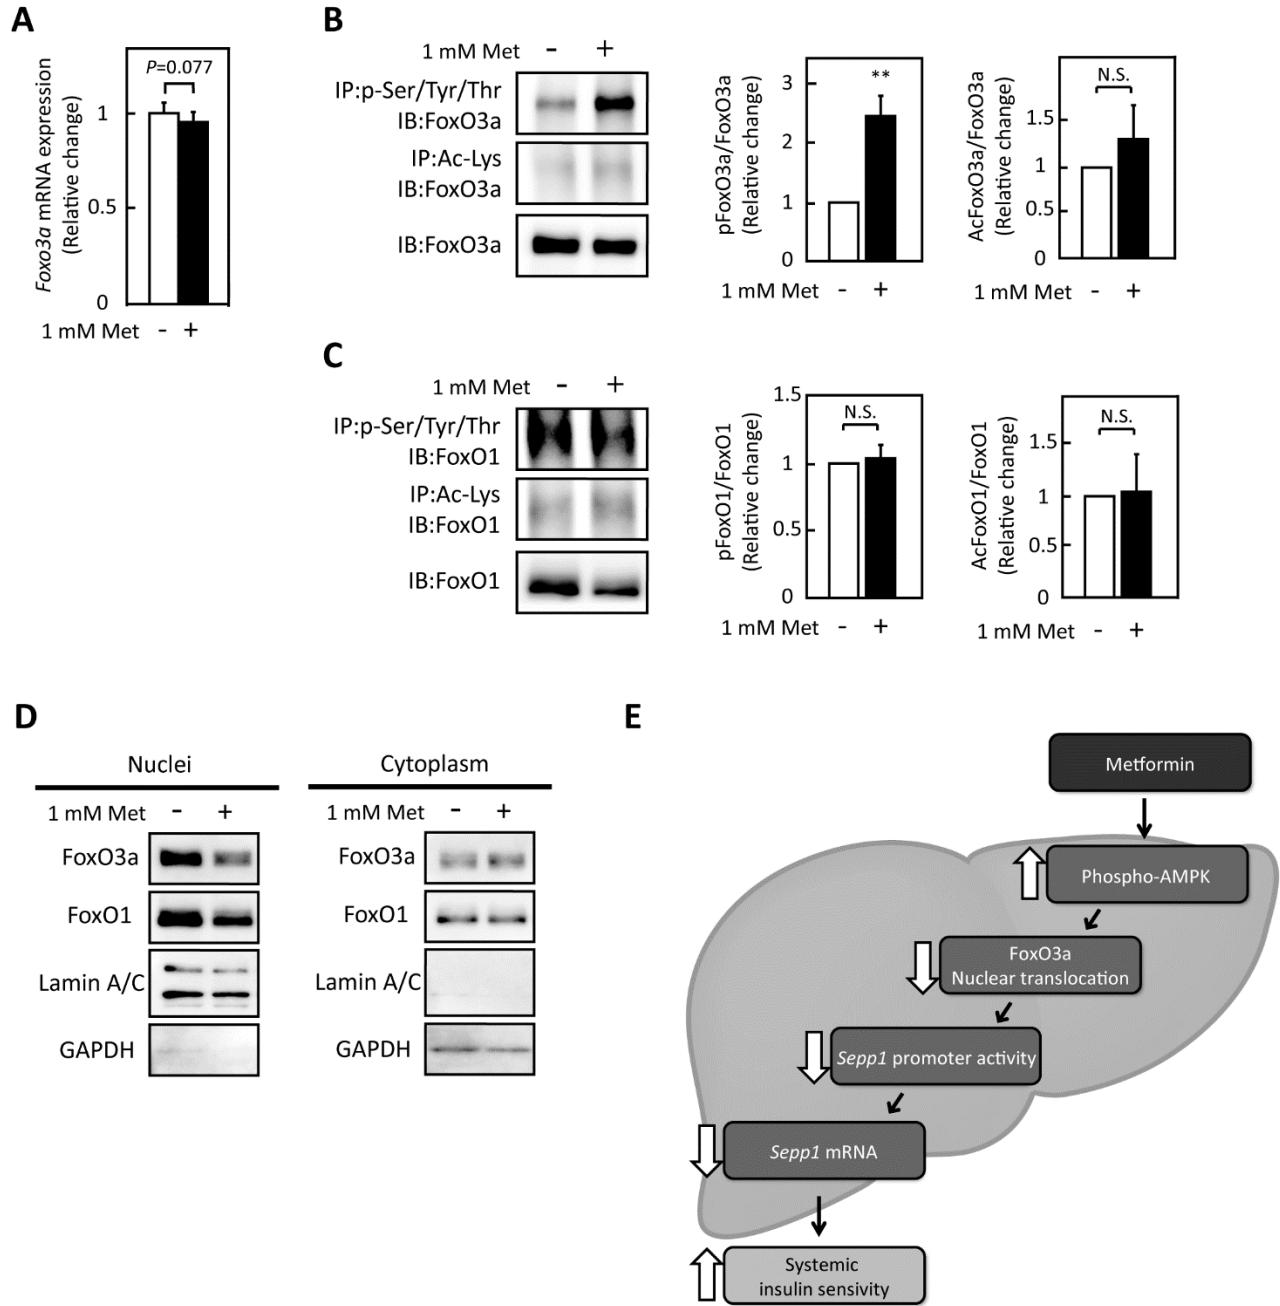 A
P=0.077
Foxo3a mRNA expression
(Relative change)
1
0.5
0
1 mM Met - +
B
1 mM Met - +
IP:p-Ser/Tyr/Thr
IB:FoxO3a
IP:Ac-Lys
IB:FoxO3a
IB:FoxO3a
pFoxO3a/FoxO3a
(Relative change)
3
2
1
0
**
1 mM Met - +
AcFoxO3a/FoxO3a
(Relative change)
N.S.
1.5
1
0.5
0
1 mM Met - +
C
1 mM Met - +
IP:p-Ser/Tyr/Thr
IB:FoxO1
IP:Ac-Lys
IB:FoxO1
IB:FoxO1
pFoxO1/FoxO1
(Relative change)
1.5
N.S.
1
0.5
0
1 mM Met - +
AcFoxO1/FoxO1
(Relative change)
N.S.
1.5
1
0.5
0
1 mM Met - +
D
Nuclei
1 mM Met - +
FoxO3a
FoxO1
Lamin A/C
GAPDH
Cytoplasm
1 mM Met - +
FoxO3a
FoxO1
Lamin A/C
GAPDH
E
Metformin
Phospho-AMPK
FoxO3a
Nuclear translocation
Sepp1 promoter activity
Sepp1 mRNA
Systemic
insulin sensivity